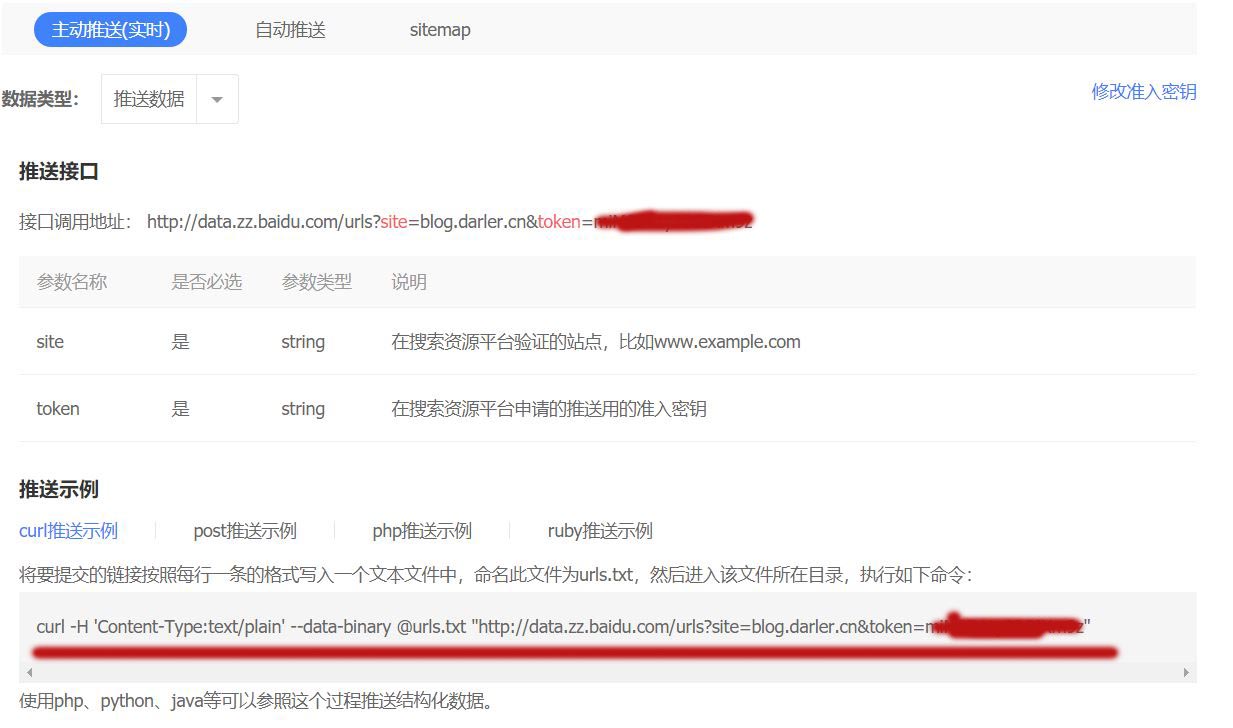 主动推送(实时) 自动推送 sitemap
数据类型: 推送数据 修改准入密钥
推送接口
接口调用地址: http://data.zz.baidu.com/urls?site=blog.darler.cn&token=
参数名称 是否必选 参数类型 说明
site 是 string 在搜索资源平台验证的站点，比如www.example.com
token 是 string 在搜索资源平台申请的推送用的准入密钥
推送示例
curl推送示例 post推送示例 php推送示例 ruby推送示例
将要提交的链接按照每行一条的格式写入一个文本文件中，命名此文件为urls.txt，然后进入该文件所在目录，执行如下命令:
curl -H 'Content-Type:text/plain' --data-binary @urls.txt "http://data.zz.baidu.com/urls?site=blog.darler.cn&token="
使用php、python、java等可以参照这个过程推送结构化数据。